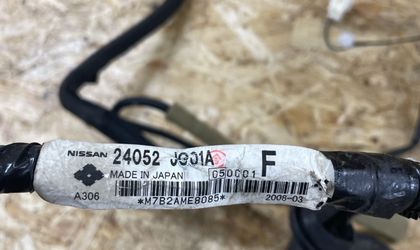 NISSAN 24052 JG01A F
MADE IN JAPAN 050001
A306 *M7B2AME8085* 2008-03